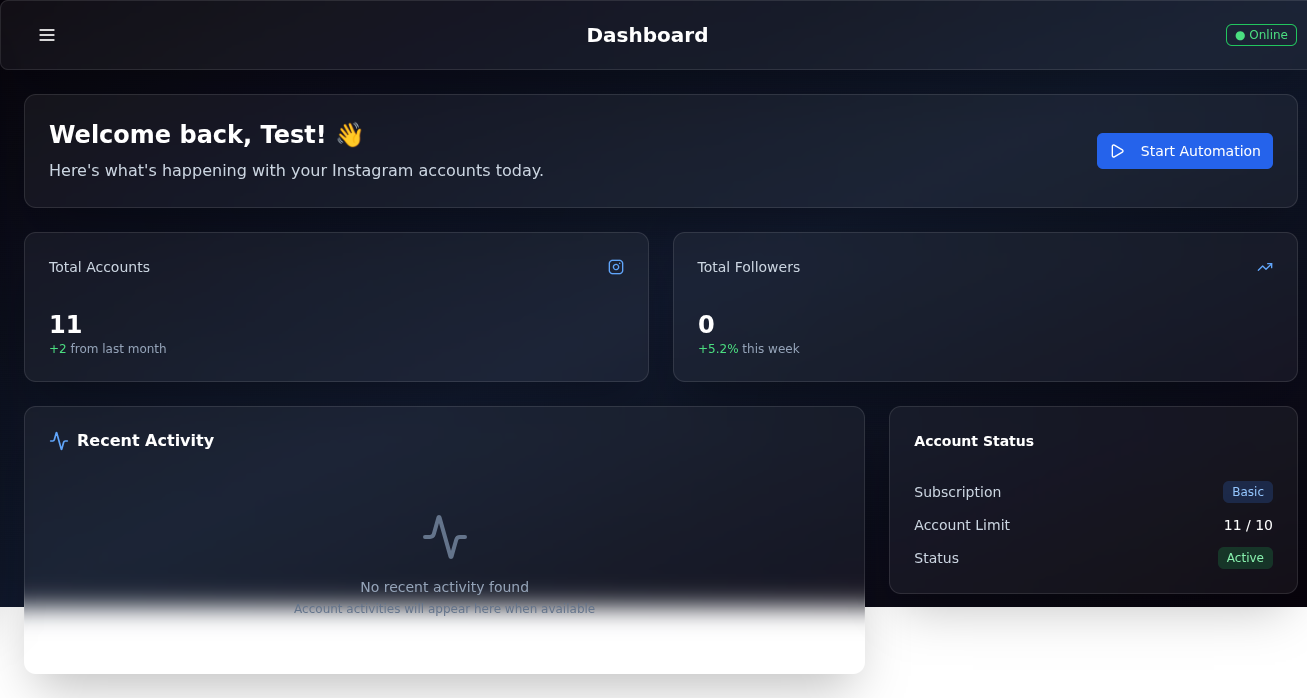 Dashboard
Online
Welcome back, Test! 👋
Here's what's happening with your Instagram accounts today.
Start Automation
Total Accounts
11
+2 from last month
Total Followers
0
+5.2% this week
Recent Activity
No recent activity found
Account activities will appear here when available
Account Status
Subscription Basic
Account Limit 11 / 10
Status Active